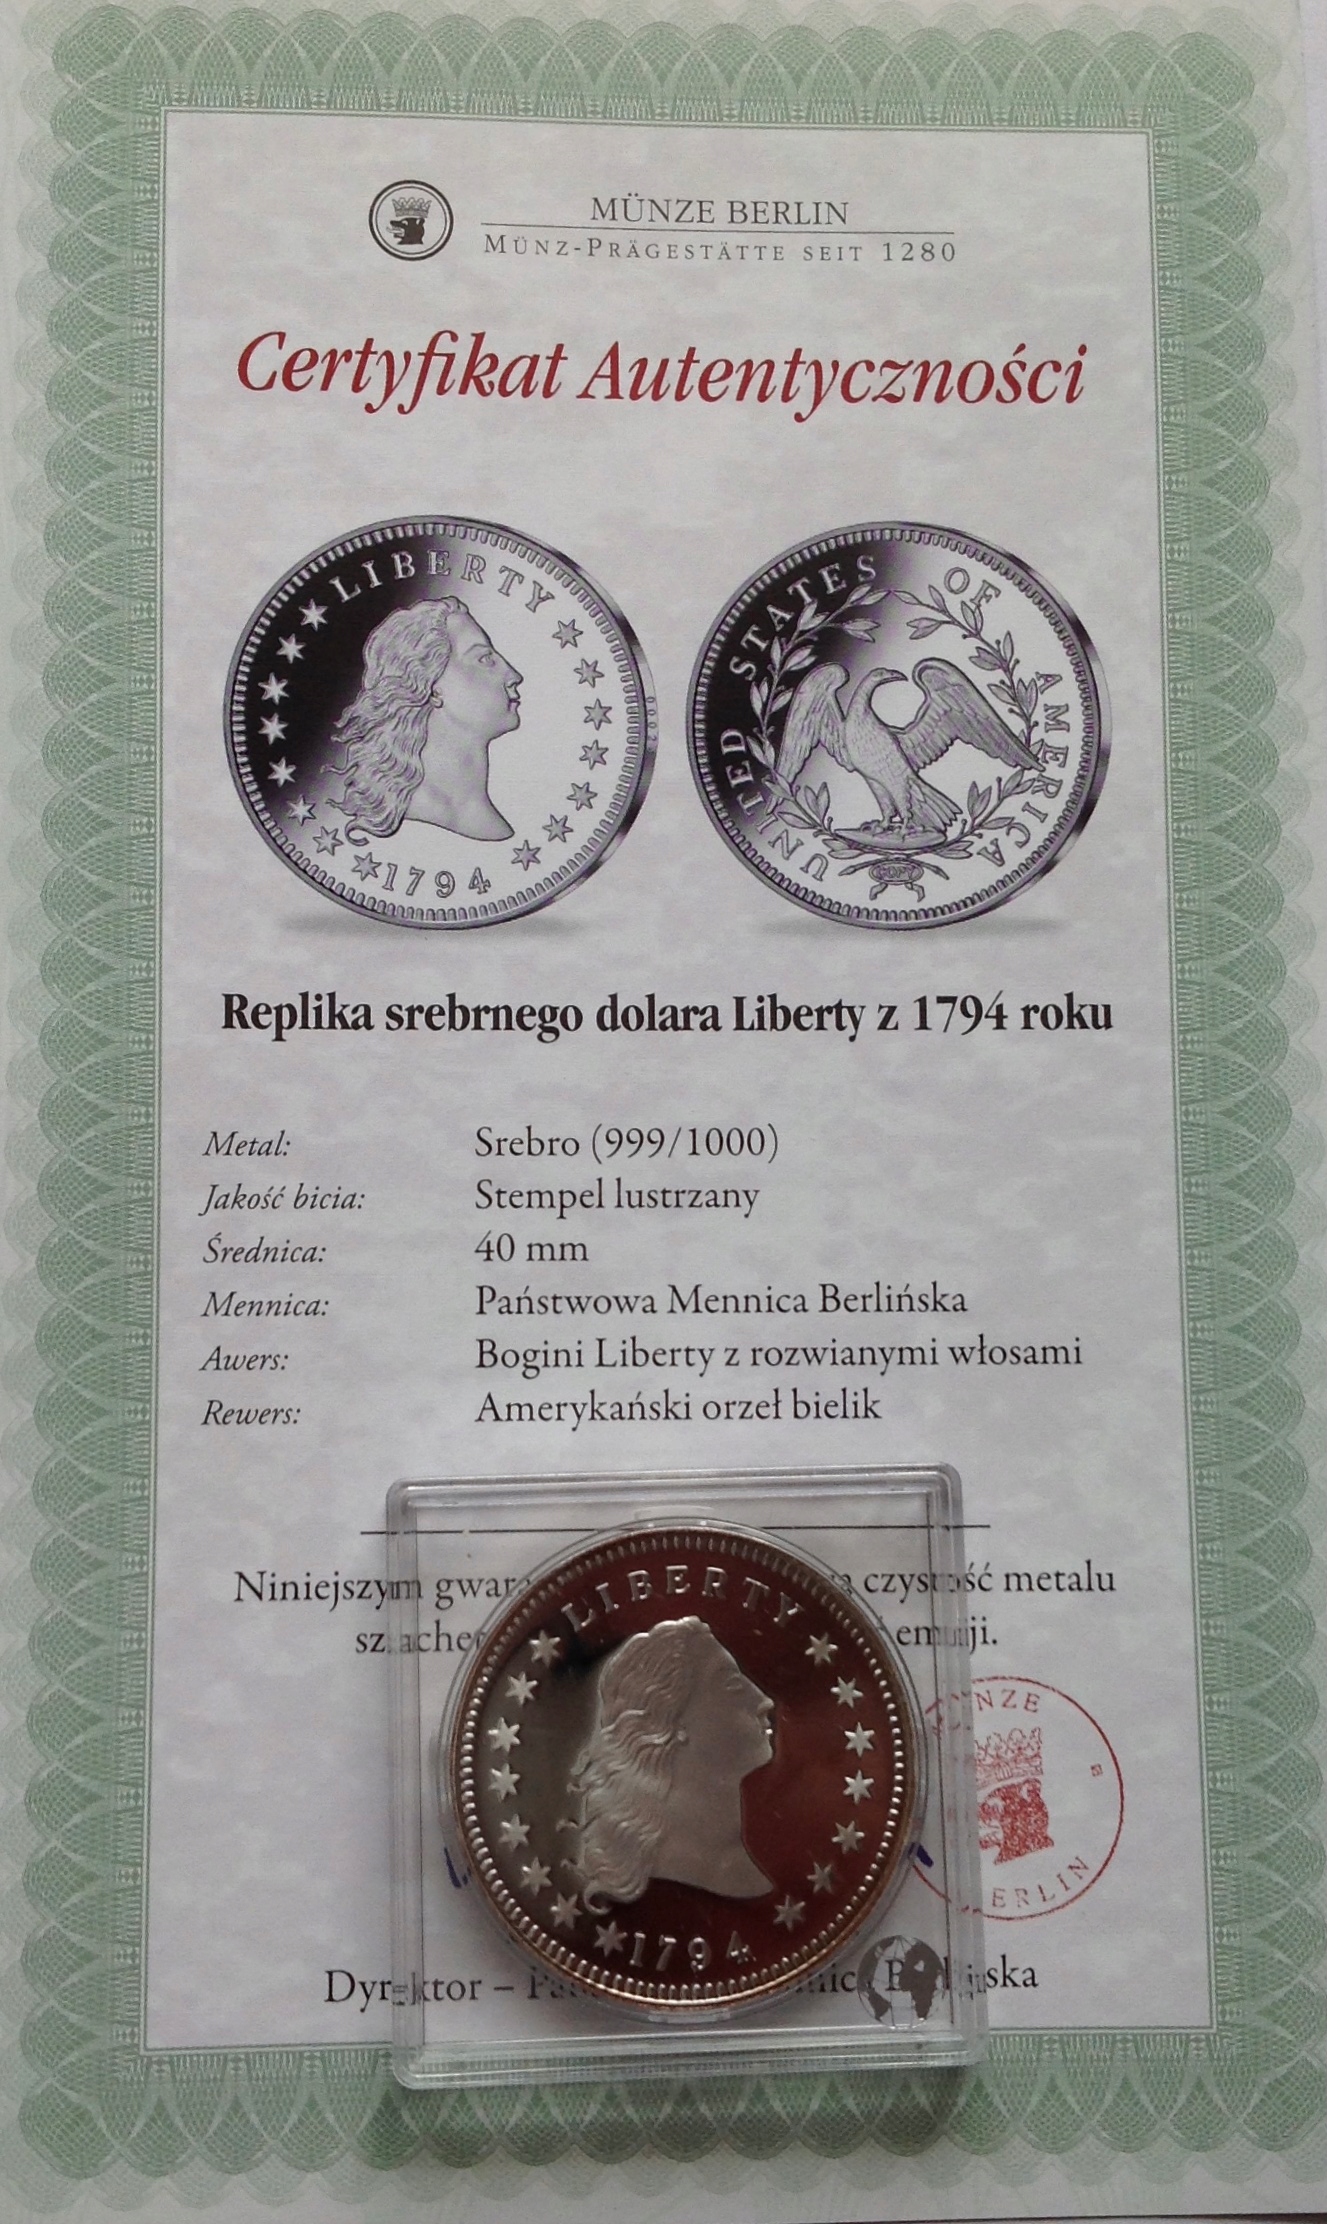 MÜNZE BERLIN
MÜNZ-PRÄGESTÄTTE SEIT 1280
Certyfikat Autentyczności
LIBERTY
1794
UNITED STATES OF AMERICA
COPY
Replika srebrnego dolara Liberty z 1794 roku
Metal: Srebro (999/1000)
Jakość bicia: Stempel lustrzany
Średnica: 40 mm
Mennica: Państwowa Mennica Berlińska
Awers: Bogini Liberty z rozwianymi włosami
Rewers: Amerykański orzeł bielik
Niniejszym czystość metalu
LIBERTY
1794
BERLIN
Dyrektor –